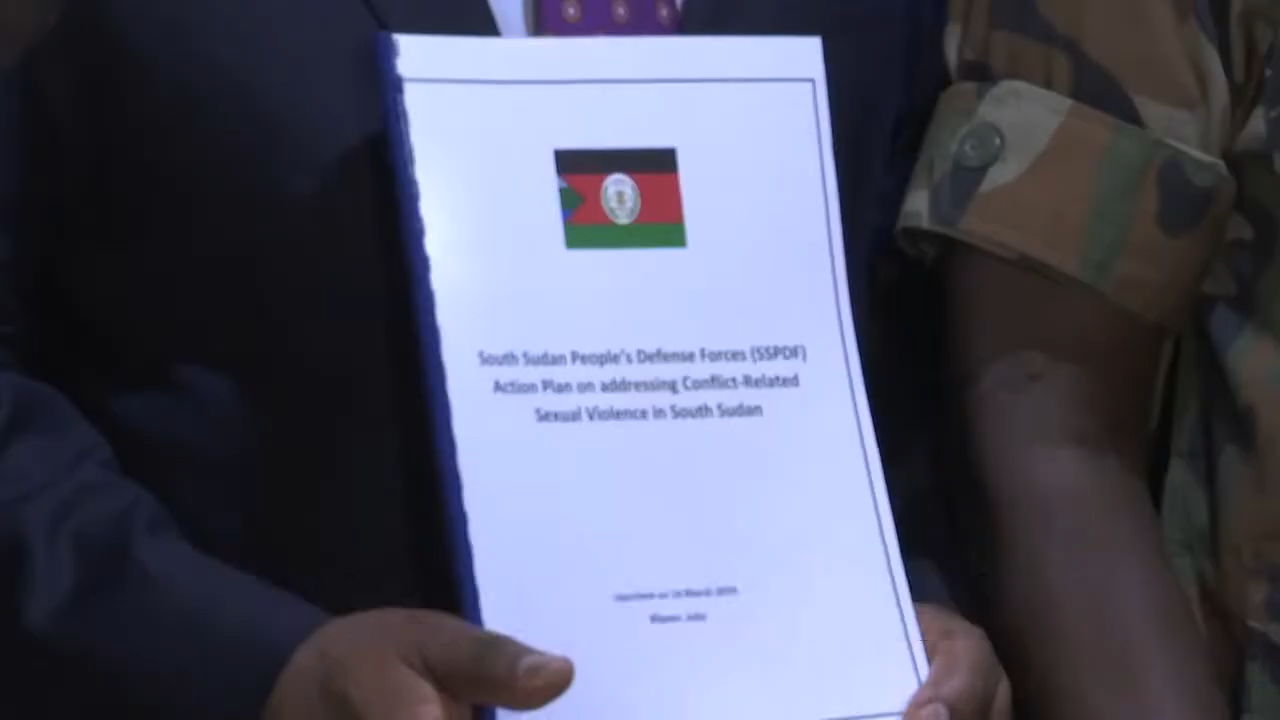 South Sudan People's Defense Forces (SSPDF)
Action Plan on addressing Conflict-Related
Sexual Violence in South Sudan